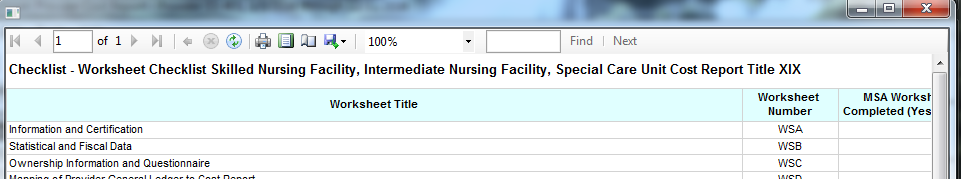 1 of 1 100% Find | Next
Checklist - Worksheet Checklist Skilled Nursing Facility, Intermediate Nursing Facility, Special Care Unit Cost Report Title XIX
Worksheet Title
Worksheet
Number
MSA Worksh
Completed (Yes
Information and Certification WSA
Statistical and Fiscal Data WSB
Ownership Information and Questionnaire WSC
Mapping of Provider General Ledger to Cost Report WSD